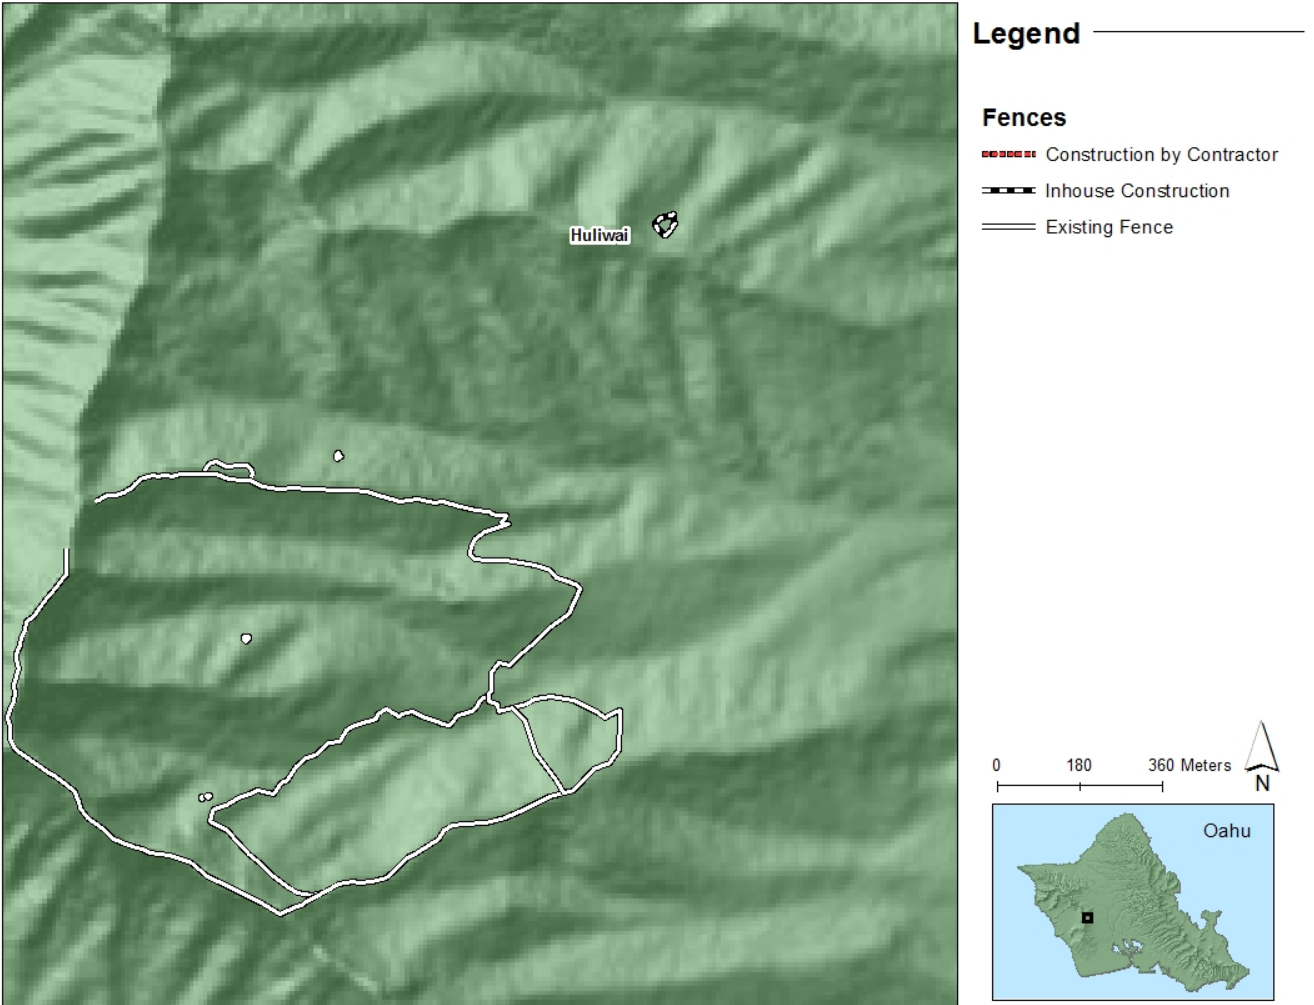 Legend
Fences
Construction by Contractor
Inhouse Construction
Existing Fence
Huliwai
0 180 360 Meters
N
Oahu